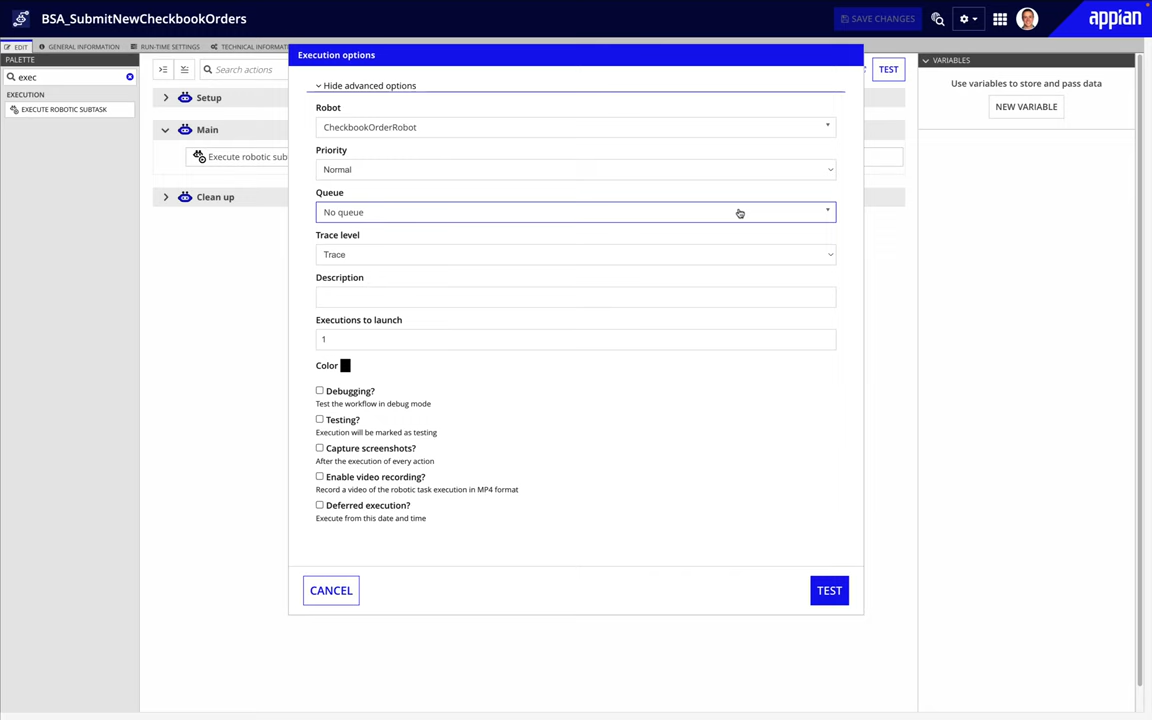 BSA_SubmitNewCheckbookOrders
SAVE CHANGES
appian
EDIT
GENERAL INFORMATION
RUN-TIME SETTINGS
TECHNICAL INFORMAT
PALETTE
exec
EXECUTION
EXECUTE ROBOTIC SUBTASK
Search actions
Setup
Main
Execute robotic sub
Clean up
TEST
VARIABLES
Use variables to store and pass data
NEW VARIABLE
Execution options
Hide advanced options
Robot
CheckbookOrderRobot
Priority
Normal
Queue
No queue
Trace level
Trace
Description
Executions to launch
1
Color
Debugging?
Test the workflow in debug mode
Testing?
Execution will be marked as testing
Capture screenshots?
After the execution of every action
Enable video recording?
Record a video of the robotic task execution in MP4 format
Deferred execution?
Execute from this date and time
CANCEL
TEST